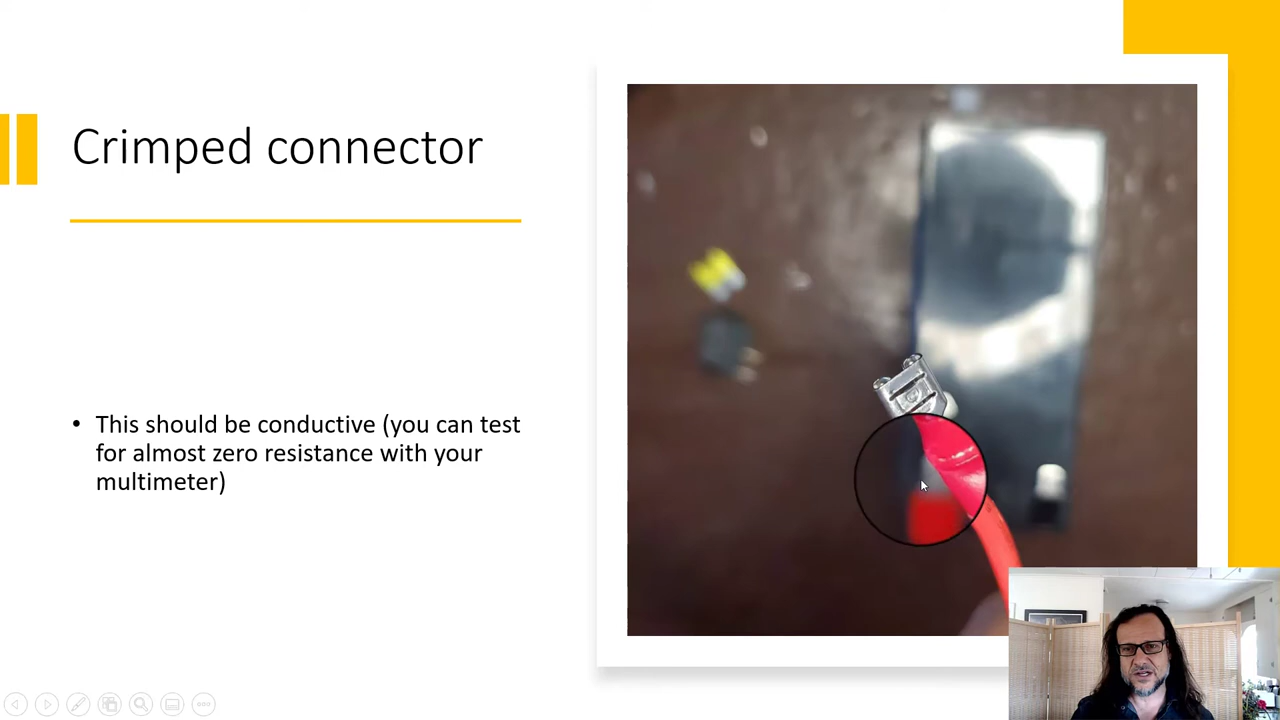 Crimped connector
• This should be conductive (you can test
for almost zero resistance with your
multimeter)